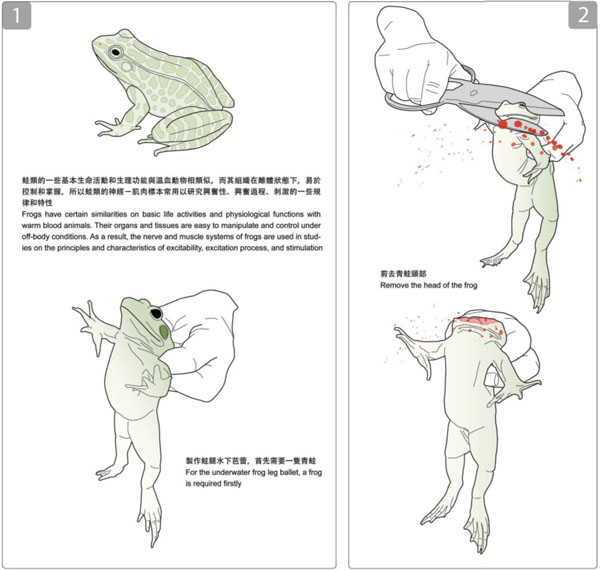 1
蛙類的一些基本生命活動和生理功能與溫血動物相類似，而其組織在離體狀態下，易於
控制和掌握，所以蛙類的神經－肌肉標本常用以研究興奮性、興奮過程、刺激的一些規
律和特性
Frogs have certain similarities on basic life activities and physiological functions with
warm blood animals. Their organs and tissues are easy to manipulate and control under
off-body conditions. As a result, the nerve and muscle systems of frogs are used in stud-
ies on the principles and characteristics of excitability, excitation process, and stimulation
製作蛙腿水下芭蕾，首先需要一隻青蛙
For the underwater frog leg ballet, a frog
is required firstly
2
剪去青蛙頭部
Remove the head of the frog